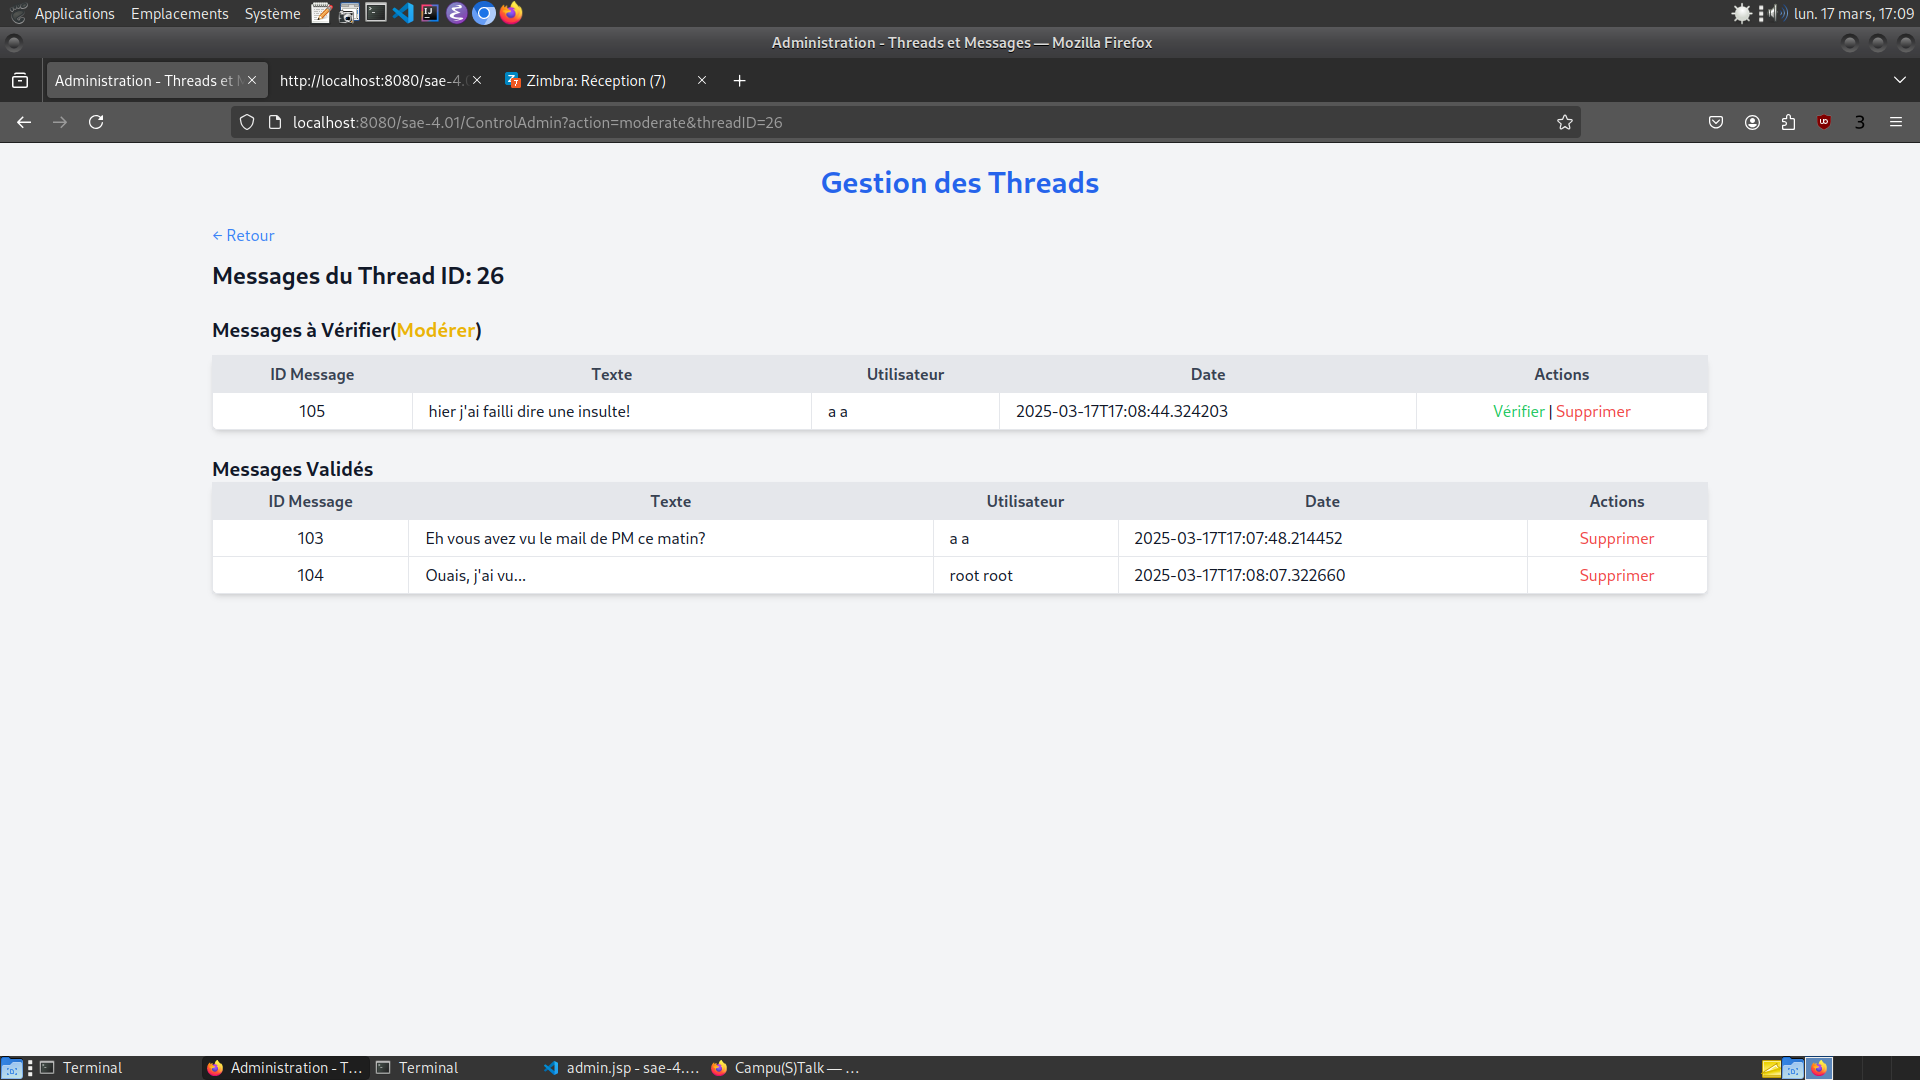 Applications Emplacements Système lun. 17 mars, 17:09
Administration - Threads et Messages — Mozilla Firefox
Administration - Threads et http://localhost:8080/sae-4. Zimbra: Réception (7)
localhost:8080/sae-4.01/ControlAdmin?action=moderate&threadID=26 3
Gestion des Threads
← Retour
Messages du Thread ID: 26
Messages à Vérifier(Modérer)
ID Message Texte Utilisateur Date Actions
105 hier j'ai failli dire une insulte! a a 2025-03-17T17:08:44.324203 Vérifier | Supprimer
Messages Validés
ID Message Texte Utilisateur Date Actions
103 Eh vous avez vu le mail de PM ce matin? a a 2025-03-17T17:07:48.214452 Supprimer
104 Ouais, j'ai vu... root root 2025-03-17T17:08:07.322660 Supprimer
Terminal Administration - T... Terminal admin.jsp - sae-4.... Campu(S)Talk — ...